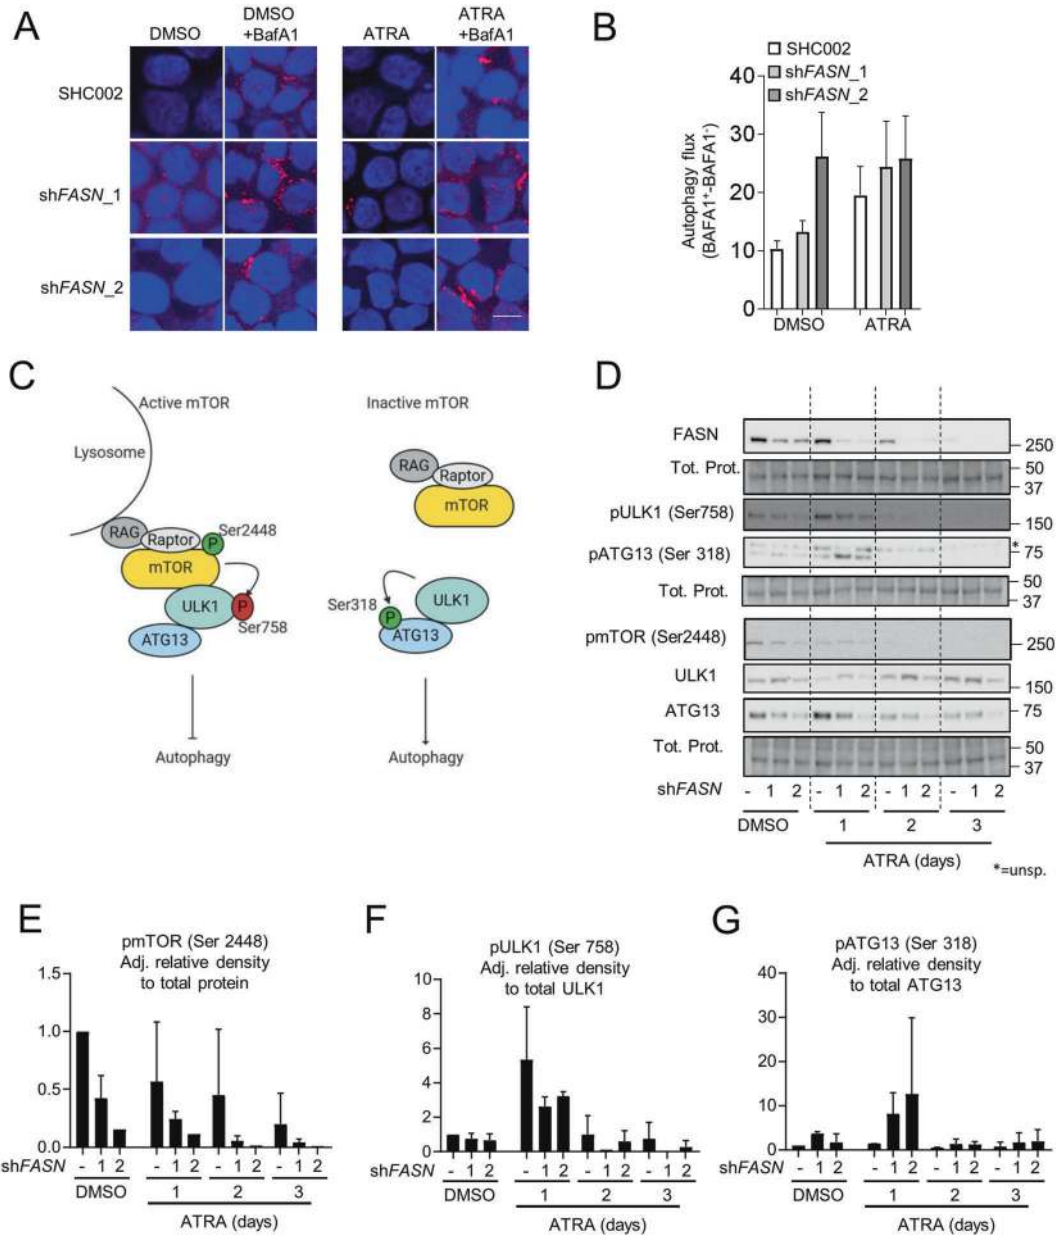 A
DMSO
DMSO
+BafA1
ATRA
ATRA
+BafA1
SHC002
shFASN_1
shFASN_2
B
SHC002
shFASN_1
shFASN_2
Autophagy flux
(BAFA1+-BAFA1-)
40
30
20
10
0
DMSO
ATRA
C
Active mTOR
Inactive mTOR
Lysosome
RAG
Raptor
P
Ser2448
mTOR
ULK1
P
Ser758
ATG13
Autophagy
RAG
Raptor
mTOR
Ser318
P
ULK1
ATG13
Autophagy
D
FASN
250
Tot. Prot.
50
37
pULK1 (Ser758)
150
pATG13 (Ser 318)
*
75
Tot. Prot.
50
37
pmTOR (Ser2448)
250
ULK1
150
ATG13
75
Tot. Prot.
50
37
shFASN - 1 2 - 1 2 - 1 2 - 1 2
DMSO 1 2 3
ATRA (days)
*=unsp.
E
pmTOR (Ser 2448)
Adj. relative density
to total protein
1.5
1.0
0.5
0.0
shFASN - 1 2 - 1 2 - 1 2 - 1 2
DMSO 1 2 3
ATRA (days)
F
pULK1 (Ser 758)
Adj. relative density
to total ULK1
10
8
6
4
2
0
shFASN - 1 2 - 1 2 - 1 2 - 1 2
DMSO 1 2 3
ATRA (days)
G
pATG13 (Ser 318)
Adj. relative density
to total ATG13
40
30
20
10
0
shFASN - 1 2 - 1 2 - 1 2 - 1 2
DMSO 1 2 3
ATRA (days)